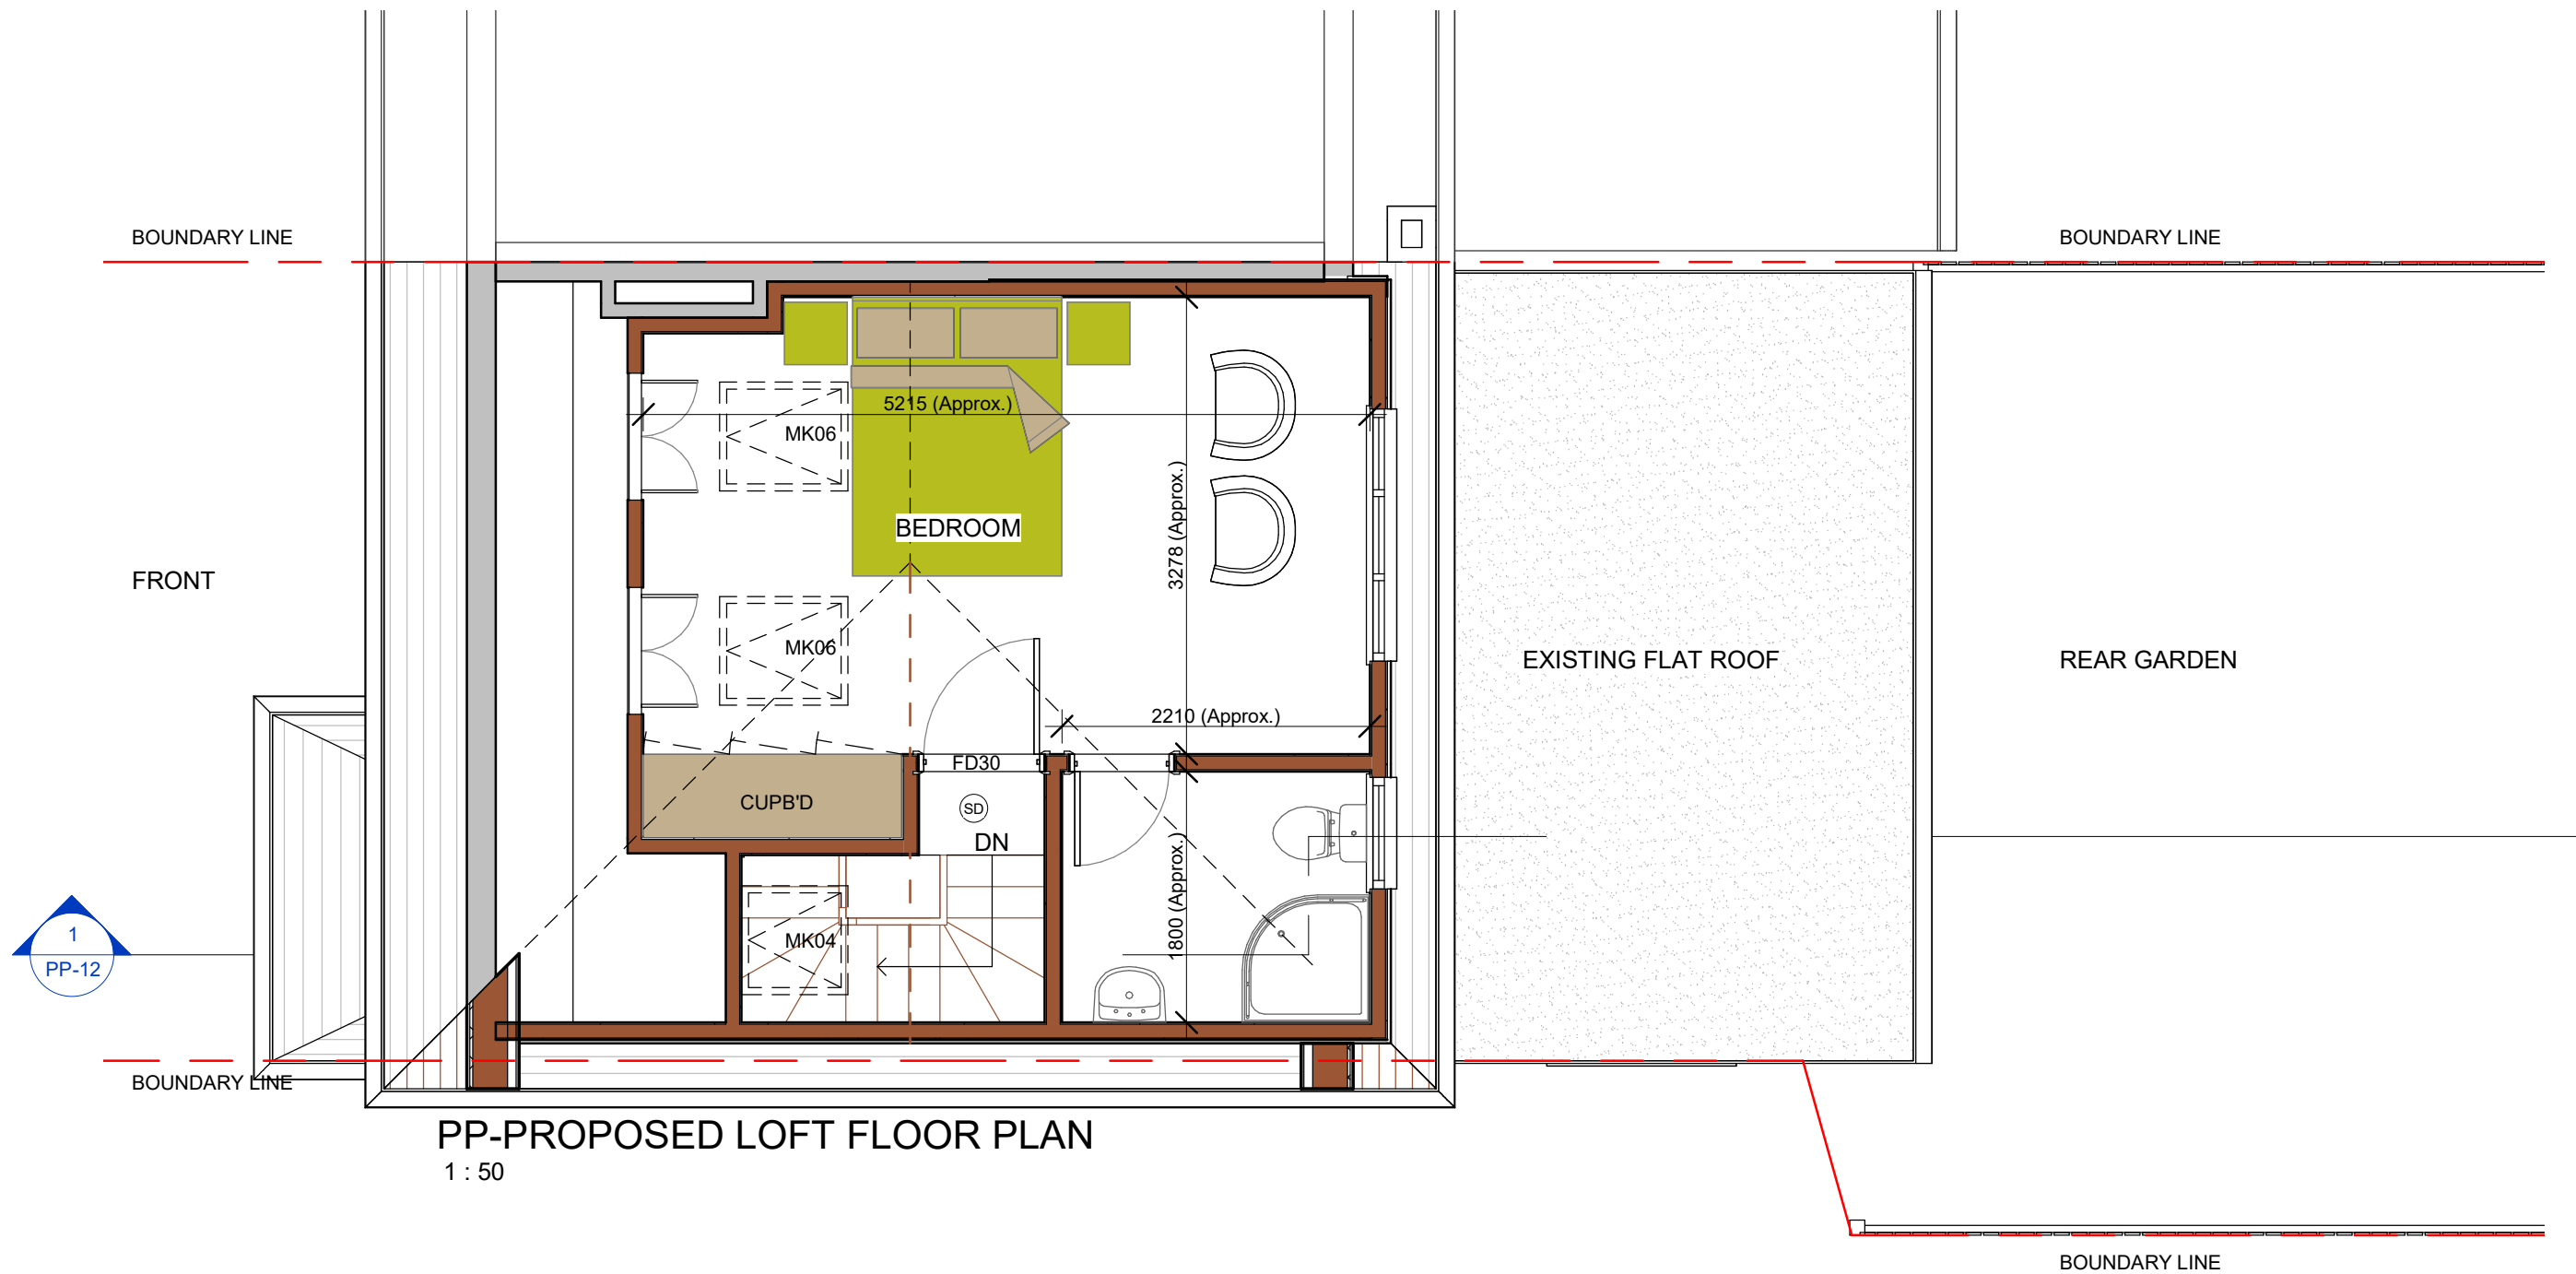 BOUNDARY LINE
BOUNDARY LINE
5215 (Approx.)
MK06
3278 (Approx.)
BEDROOM
FRONT
MK06
EXISTING FLAT ROOF
REAR GARDEN
2210 (Approx.)
FD30
CUPB'D
SD
DN
1800 (Approx.)
MK04
1
PP-12
BOUNDARY LINE
PP-PROPOSED LOFT FLOOR PLAN
1 : 50
BOUNDARY LINE